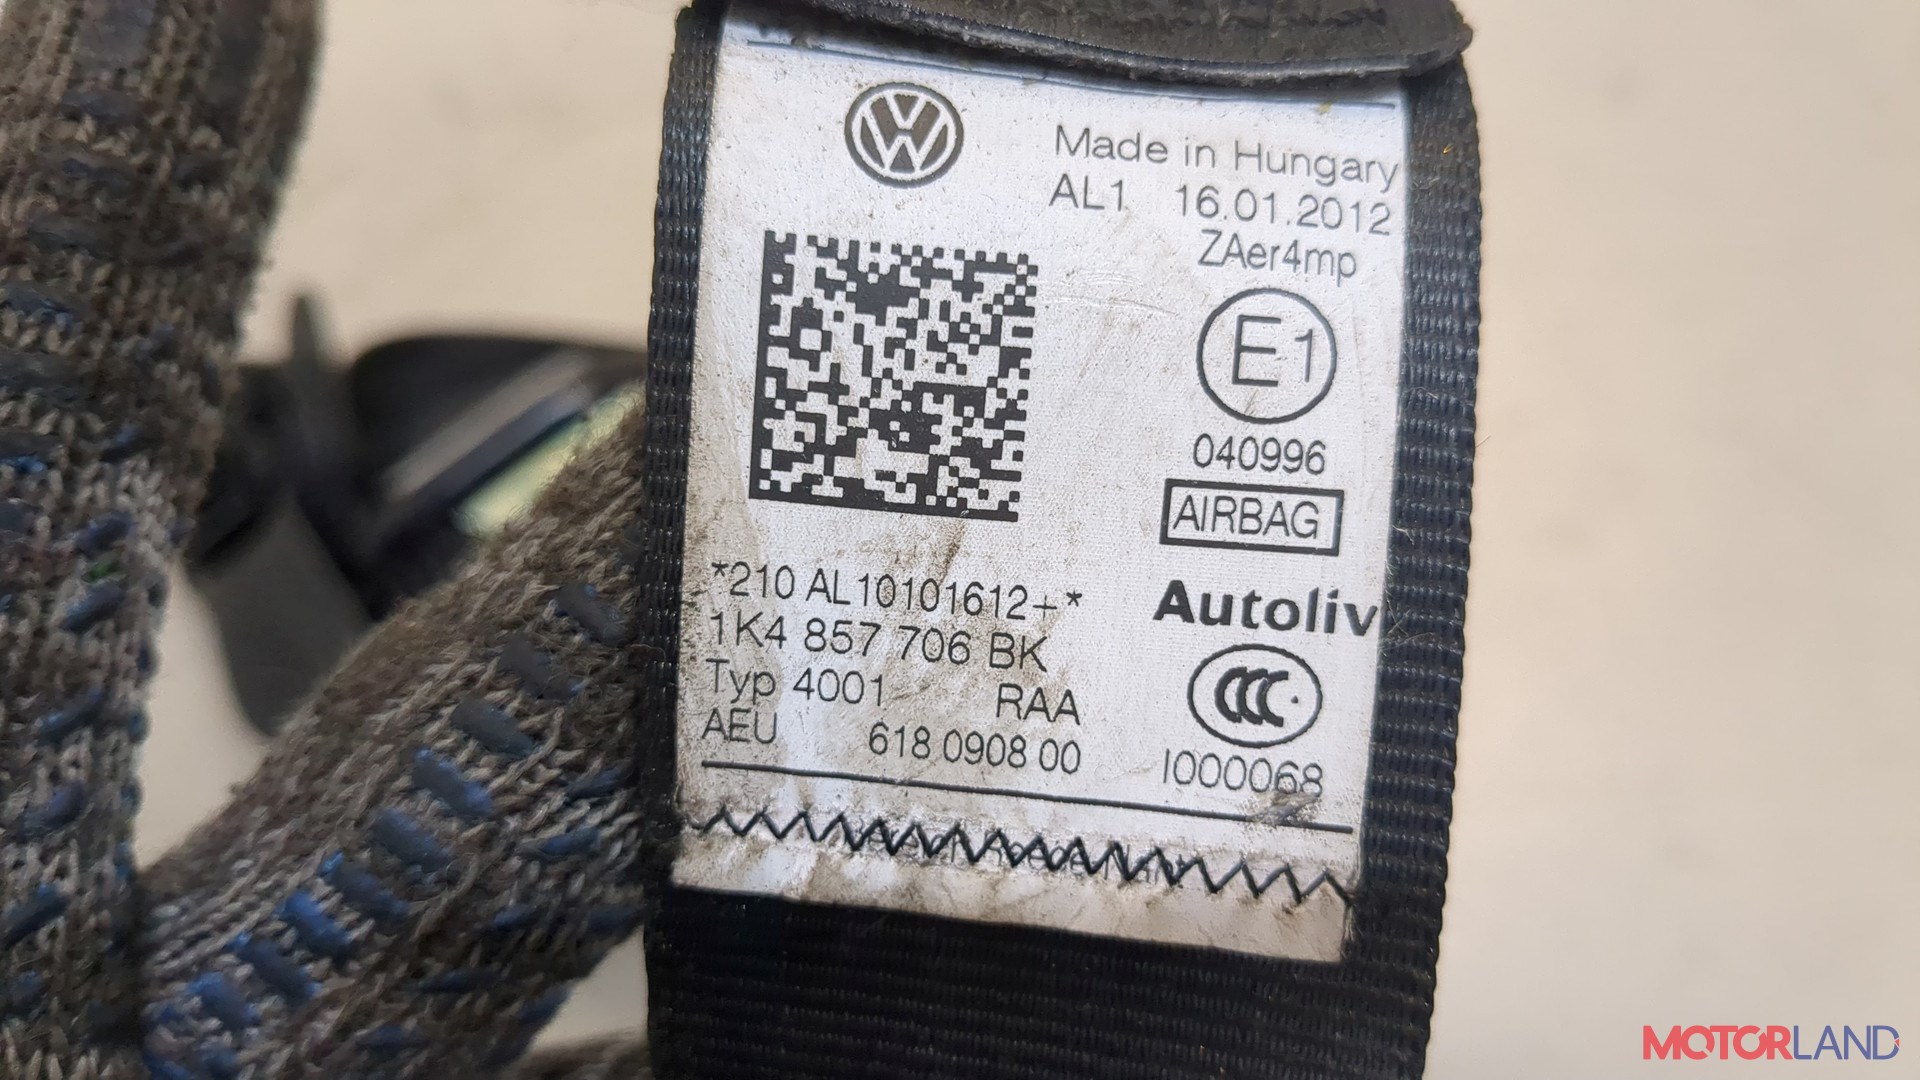 Made in Hungary
AL1 16.01.2012
ZAer4mp
E1
040996
AIRBAG
*210 AL10101612+*
1K4 857 706 BK
Typ 4001 RAA
AEU 618 0908 00
Autoliv
CCC
I000068
MOTORLAND